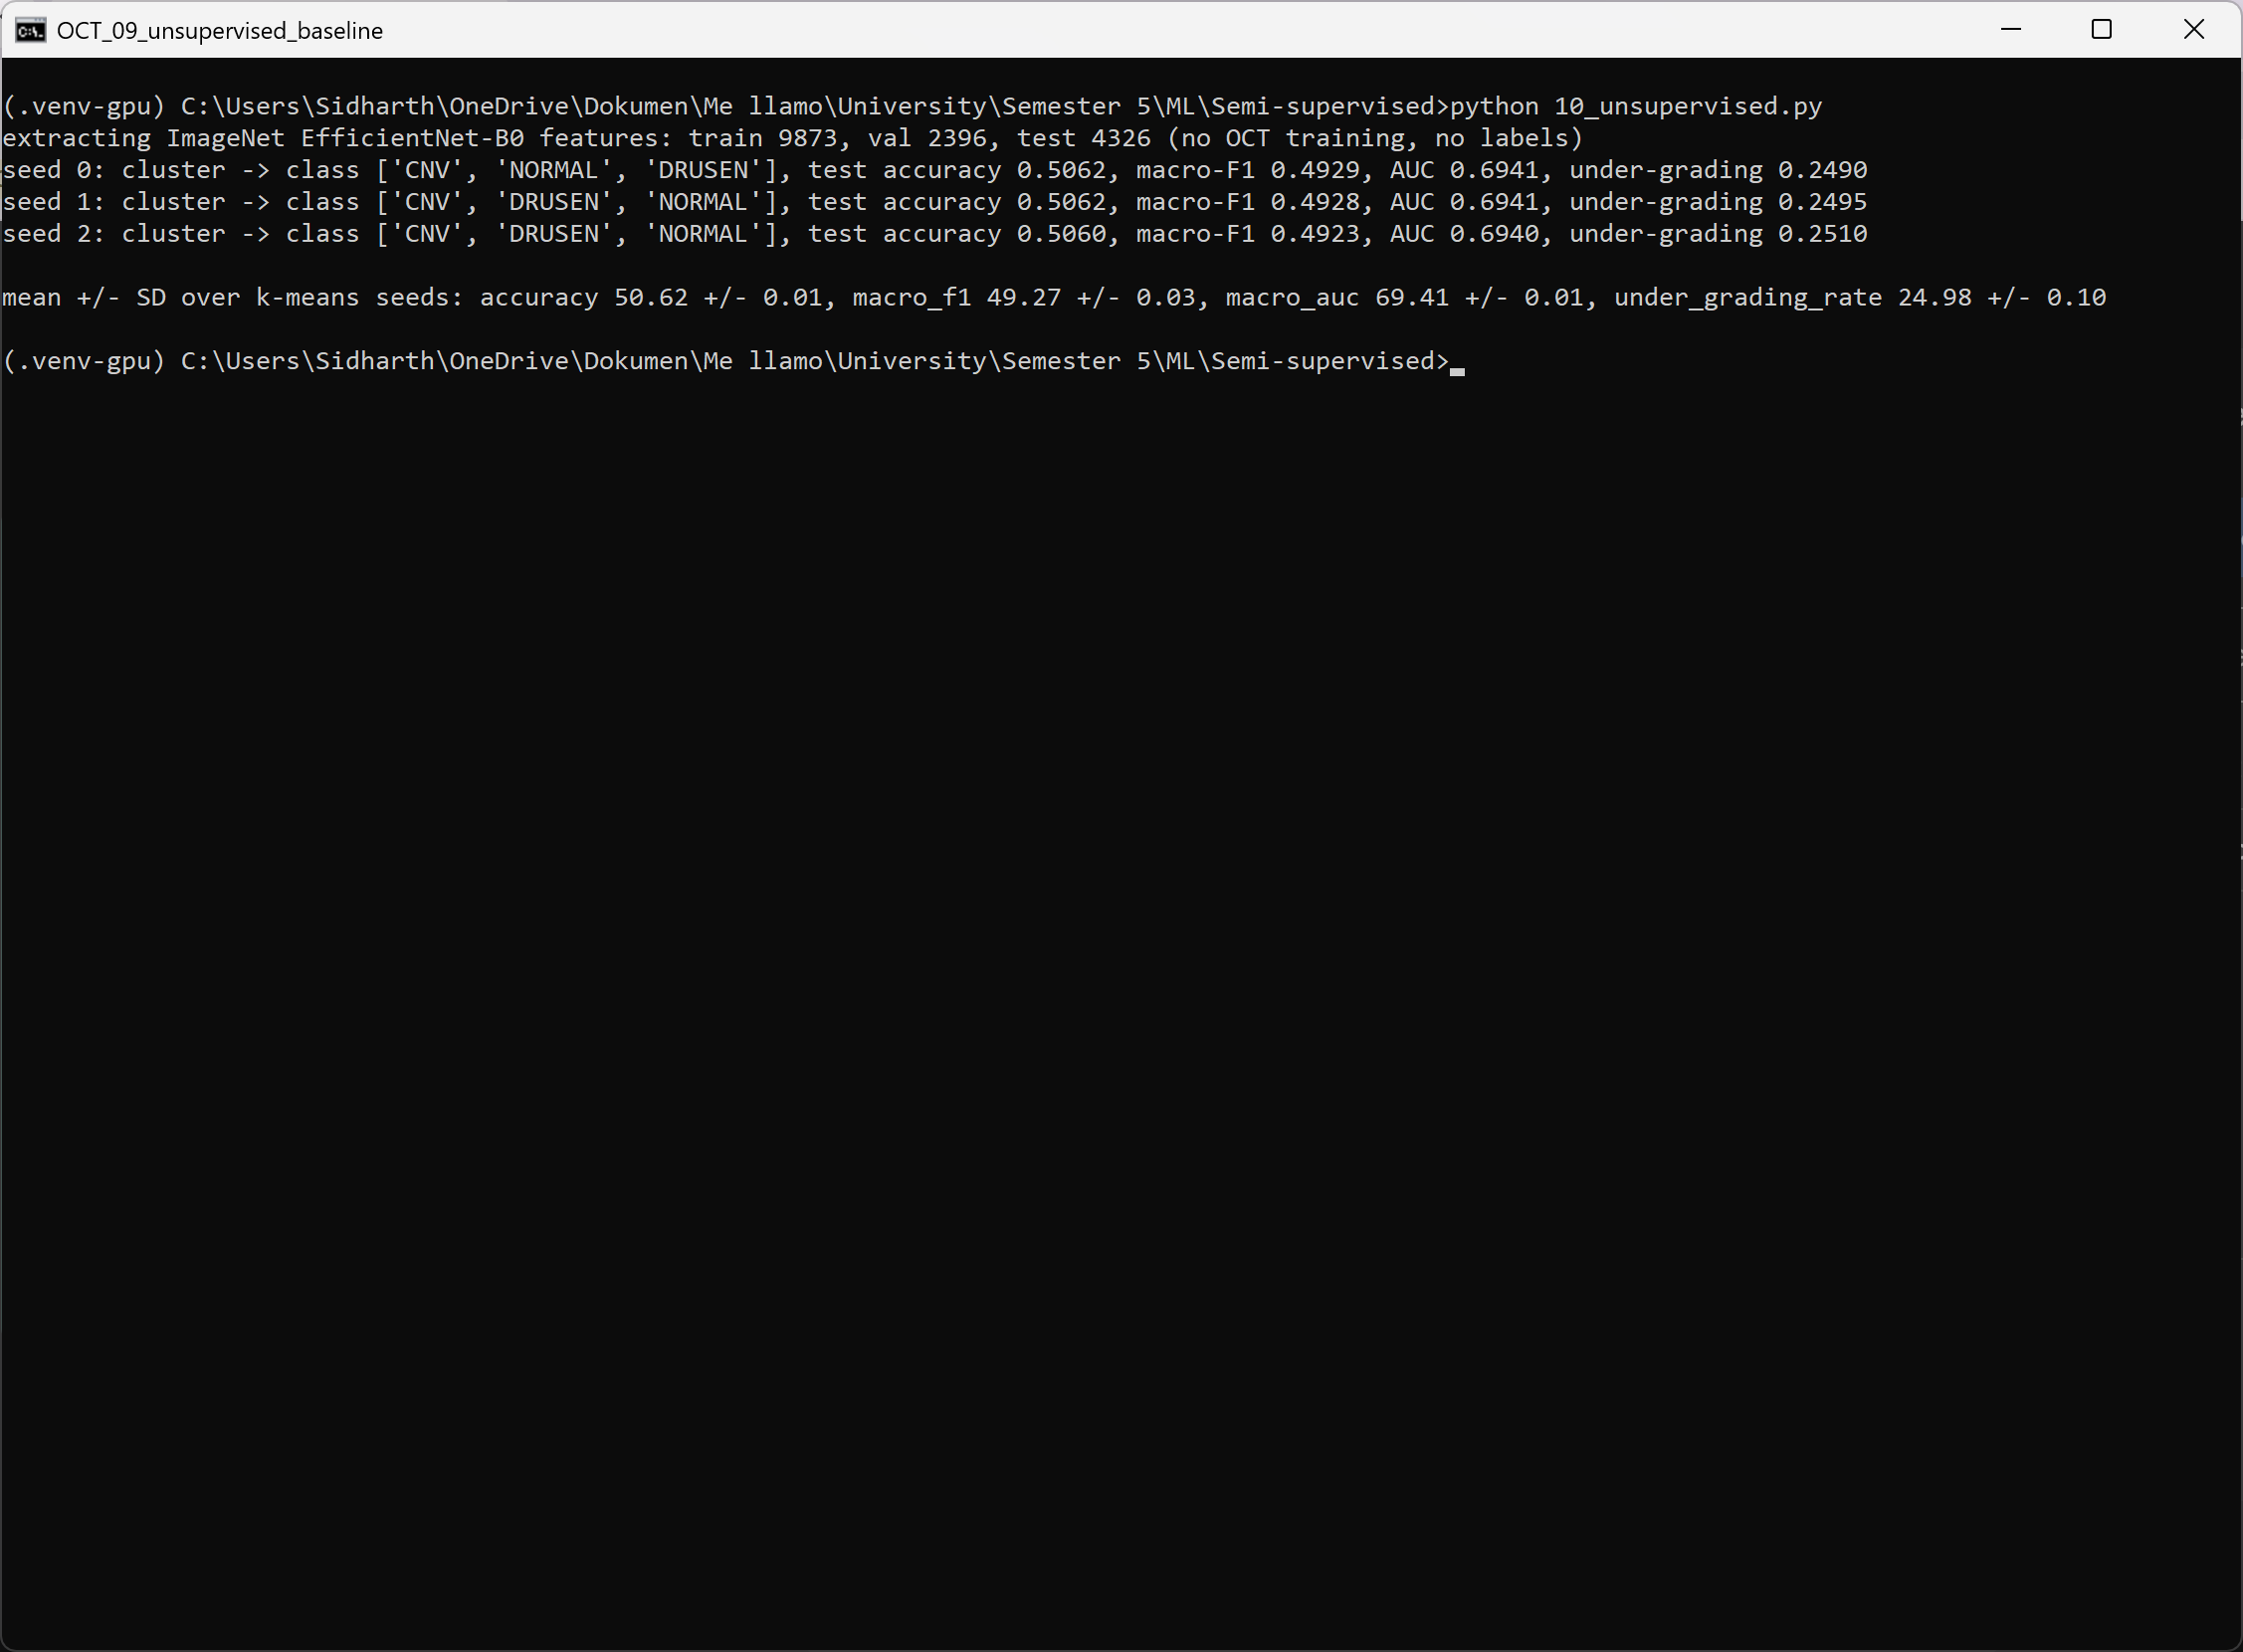 OCT_09_unsupervised_baseline
(.venv-gpu) C:\Users\Sidharth\OneDrive\Dokumen\Me llamo\University\Semester 5\ML\Semi-supervised>python 10_unsupervised.py
extracting ImageNet EfficientNet-B0 features: train 9873, val 2396, test 4326 (no OCT training, no labels)
seed 0: cluster -> class ['CNV', 'NORMAL', 'DRUSEN'], test accuracy 0.5062, macro-F1 0.4929, AUC 0.6941, under-grading 0.2490
seed 1: cluster -> class ['CNV', 'DRUSEN', 'NORMAL'], test accuracy 0.5062, macro-F1 0.4928, AUC 0.6941, under-grading 0.2495
seed 2: cluster -> class ['CNV', 'DRUSEN', 'NORMAL'], test accuracy 0.5060, macro-F1 0.4923, AUC 0.6940, under-grading 0.2510
mean +/- SD over k-means seeds: accuracy 50.62 +/- 0.01, macro_f1 49.27 +/- 0.03, macro_auc 69.41 +/- 0.01, under_grading_rate 24.98 +/- 0.10
(.venv-gpu) C:\Users\Sidharth\OneDrive\Dokumen\Me llamo\University\Semester 5\ML\Semi-supervised>